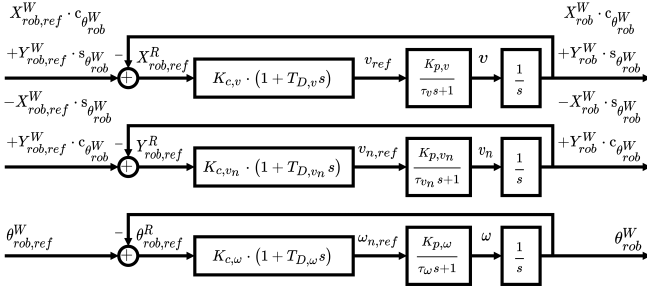 X^W_{rob,ref} · c_{θ^W_{rob}}
X^W_{rob} · c_{θ^W_{rob}}
+Y^W_{rob,ref} · s_{θ^W_{rob}}
−
X^R_{rob,ref}
v_{ref}
K_{p,v}
v
1
+Y^W_{rob} · s_{θ^W_{rob}}
+
K_{c,v} · (1 + T_{D,v}s)
τ_v s+1
s
−X^W_{rob,ref} · s_{θ^W_{rob}}
−X^W_{rob} · s_{θ^W_{rob}}
+Y^W_{rob,ref} · c_{θ^W_{rob}}
−
Y^R_{rob,ref}
v_{n,ref}
K_{p,v_n}
v_n
1
+Y^W_{rob} · c_{θ^W_{rob}}
+
K_{c,v_n} · (1 + T_{D,v_n}s)
τ_{v_n} s+1
s
θ^W_{rob,ref}
−
θ^R_{rob,ref}
ω_{n,ref}
K_{p,ω}
ω
1
θ^W_{rob}
+
K_{c,ω} · (1 + T_{D,ω}s)
τ_ω s+1
s